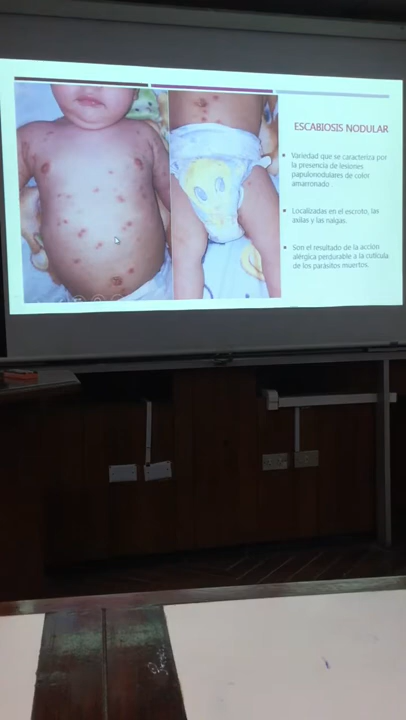 ESCABIOSIS NODULAR
Variedad que se caracteriza por
la presencia de lesiones
papulonodulares de color
amarronado
Localizadas en el escroto, las
axilas y las nalgas.
Son el resultado de la acción
alérgica perdurable a la cutícula
de los parásitos muertos.